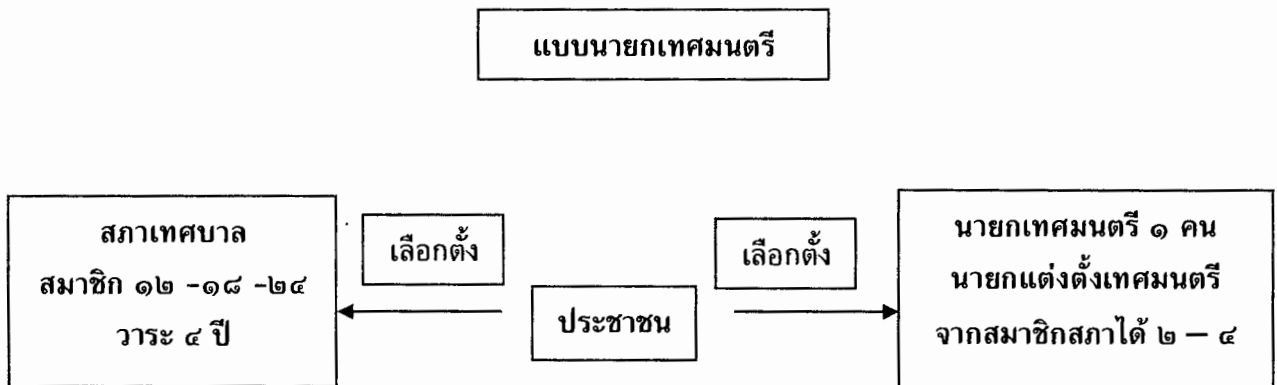 แบบนายกเทศมนตรี
สภาเทศบาล
สมาชิก ๑๒ -๑๘ -๒๔
วาระ ๔ ปี
เลือกตั้ง
ประชาชน
เลือกตั้ง
นายกเทศมนตรี ๑ คน
นายกแต่งตั้งเทศมนตรี
จากสมาชิกสภาได้ ๒ – ๔